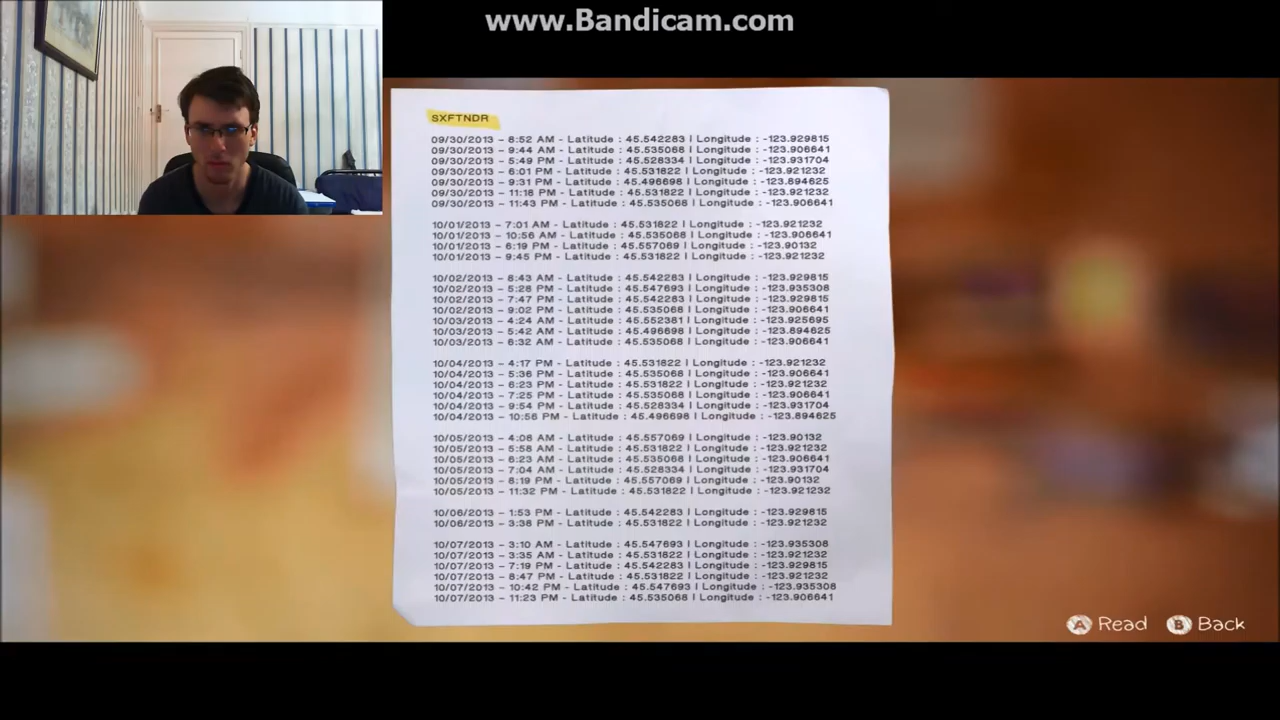 www.Bandicam.com
SXFTNDR
09/30/2013 - 8:52 AM - Latitude : 45.542283 | Longitude : -123.929815
09/30/2013 - 9:44 AM - Latitude : 45.535068 | Longitude : -123.906641
09/30/2013 - 5:49 PM - Latitude : 45.528334 | Longitude : -123.931704
09/30/2013 - 6:01 PM - Latitude : 45.531822 | Longitude : -123.921232
09/30/2013 - 9:31 PM - Latitude : 45.496698 | Longitude : -123.894625
09/30/2013 - 11:18 PM - Latitude : 45.531822 | Longitude : -123.921232
09/30/2013 - 11:43 PM - Latitude : 45.535068 | Longitude : -123.906641
10/01/2013 - 7:01 AM - Latitude : 45.531822 | Longitude : -123.921232
10/01/2013 - 10:56 AM - Latitude : 45.535068 | Longitude : -123.906641
10/01/2013 - 6:19 PM - Latitude : 45.557069 | Longitude : -123.90132
10/01/2013 - 9:45 PM - Latitude : 45.531822 | Longitude : -123.921232
10/02/2013 - 8:43 AM - Latitude : 45.542283 | Longitude : -123.929815
10/02/2013 - 5:28 PM - Latitude : 45.547693 | Longitude : -123.935308
10/02/2013 - 7:47 PM - Latitude : 45.542283 | Longitude : -123.929815
10/02/2013 - 9:02 PM - Latitude : 45.535068 | Longitude : -123.906641
10/03/2013 - 4:24 AM - Latitude : 45.552381 | Longitude : -123.925695
10/03/2013 - 5:42 AM - Latitude : 45.496698 | Longitude : -123.894625
10/03/2013 - 6:32 AM - Latitude : 45.535068 | Longitude : -123.906641
10/04/2013 - 4:17 PM - Latitude : 45.531822 | Longitude : -123.921232
10/04/2013 - 5:36 PM - Latitude : 45.535068 | Longitude : -123.906641
10/04/2013 - 6:23 PM - Latitude : 45.531822 | Longitude : -123.921232
10/04/2013 - 7:25 PM - Latitude : 45.535068 | Longitude : -123.906641
10/04/2013 - 9:54 PM - Latitude : 45.528334 | Longitude : -123.931704
10/04/2013 - 10:56 PM - Latitude : 45.496698 | Longitude : -123.894625
10/05/2013 - 4:08 AM - Latitude : 45.557069 | Longitude : -123.90132
10/05/2013 - 5:58 AM - Latitude : 45.531822 | Longitude : -123.921232
10/05/2013 - 6:23 AM - Latitude : 45.535068 | Longitude : -123.906641
10/05/2013 - 7:04 AM - Latitude : 45.528334 | Longitude : -123.931704
10/05/2013 - 8:19 PM - Latitude : 45.557069 | Longitude : -123.90132
10/05/2013 - 11:32 PM - Latitude : 45.531822 | Longitude : -123.921232
10/06/2013 - 1:53 PM - Latitude : 45.542283 | Longitude : -123.929815
10/06/2013 - 3:38 PM - Latitude : 45.531822 | Longitude : -123.921232
10/07/2013 - 3:10 AM - Latitude : 45.547693 | Longitude : -123.935308
10/07/2013 - 3:35 AM - Latitude : 45.531822 | Longitude : -123.921232
10/07/2013 - 7:19 PM - Latitude : 45.542283 | Longitude : -123.929815
10/07/2013 - 8:47 PM - Latitude : 45.531822 | Longitude : -123.921232
10/07/2013 - 10:42 PM - Latitude : 45.547693 | Longitude : -123.935308
10/07/2013 - 11:23 PM - Latitude : 45.535068 | Longitude : -123.906641
A Read B Back